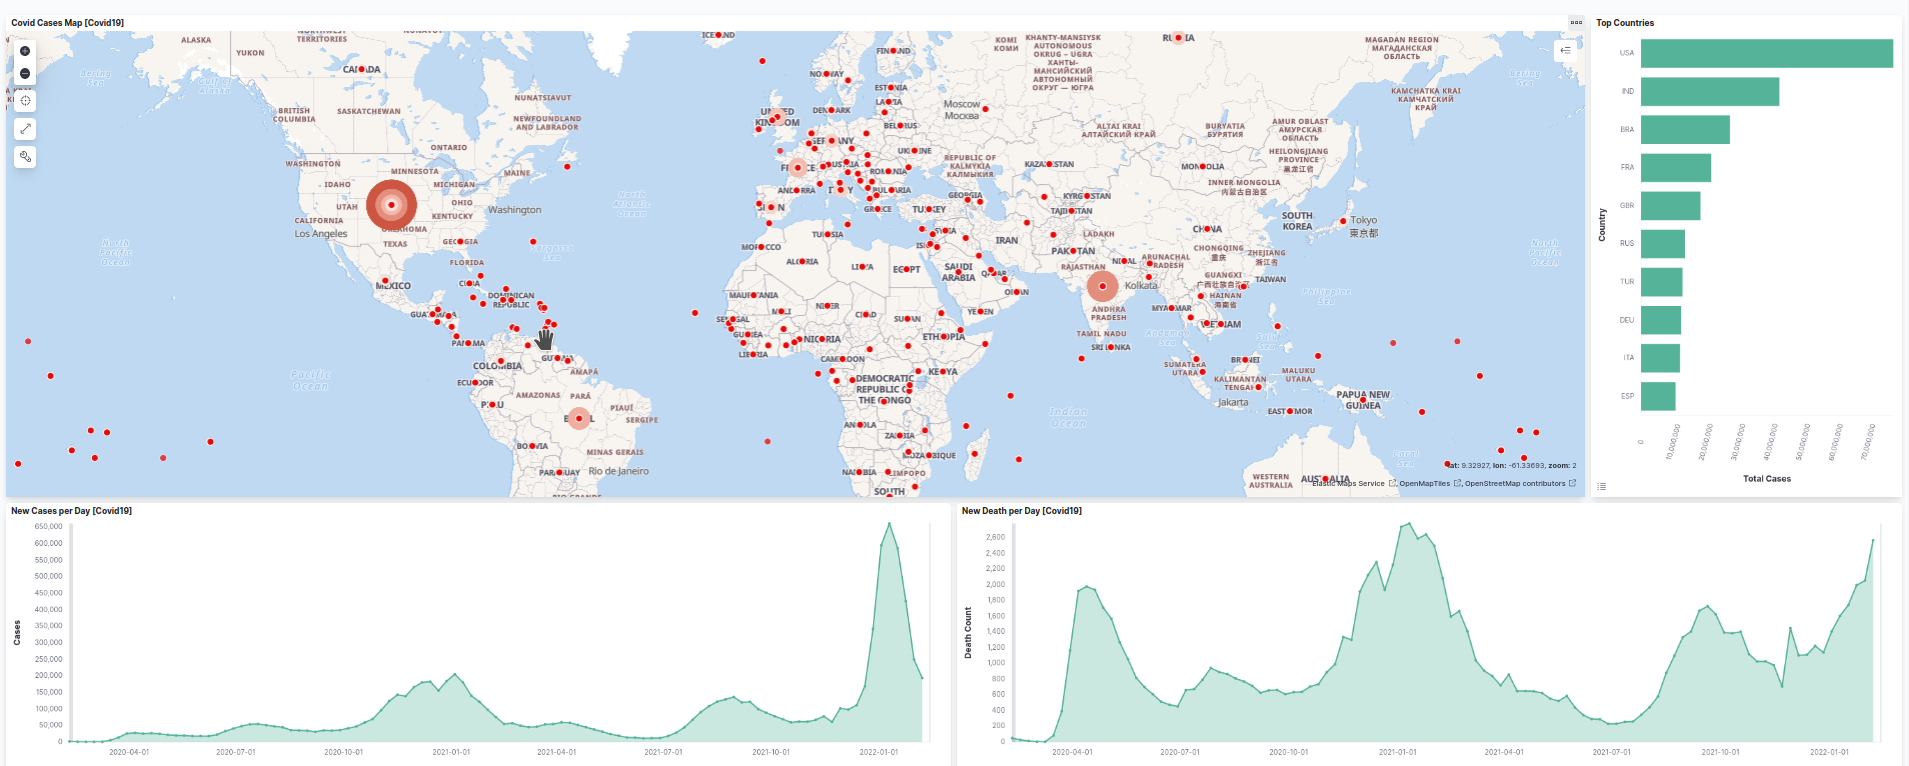 Covid Cases Map [Covid19]
ALASKA
YUKON
NORTHWEST
TERRITORIES
NUNAVUT
CANADA
Bering
Sea
Gulf of
Alaska
BRITISH
COLUMBIA
SASKATCHEWAN
NUNATSIAVUT
NEWFOUNDLAND
AND LABRADOR
ONTARIO
WASHINGTON
MINNESOTA
MAINE
IDAHO
MICHIGAN
UTAH
OHIO
KENTUCKY
Washington
CALIFORNIA
Los Angeles
OKLAHOMA
TEXAS
GEORGIA
FLORIDA
North
Pacific
Ocean
North
Atlantic
Ocean
Sargasso
Sea
MEXICO
CUBA
DOMINICAN
REPUBLIC
GUATEMALA
PANAMA
COLOMBIA
GUYANA
AMAPÁ
ECUADOR
AMAZONAS
PARÁ
PIAUÍ
SERGIPE
PERU
BRAZIL
BOLIVIA
MINAS GERAIS
PARAGUAY
Rio de Janeiro
RIO GRANDE
Pacific
Ocean
ICELAND
FINLAND
NORWAY
ESTONIA
LATVIA
UNITED
KINGDOM
DENMARK
BELARUS
GERMANY
UKRAINE
FRANCE
AUSTRIA
ROMANIA
ANDORRA
ITALY
BULGARIA
SPAIN
GREECE
TURKEY
GEORGIA
Moscow
Москва
КОМІ
КОМИ
KHANTY-MANSIYSK
AUTONOMOUS
OKRUG – UGRA
ХАНТЫ-
МАНСИЙСКИЙ
АВТОНОМНЫЙ
ОКРУГ — ЮГРА
RUSSIA
MAGADAN REGION
МАГАДАНСКАЯ
ОБЛАСТЬ
Bering
Sea
KAMCHATKA KRAI
КАМЧАТСКИЙ
КРАЙ
ALTAI KRAI
АЛТАЙСКИЙ КРАЙ
BURYATIA
БУРЯТИЯ
AMUR OBLAST
АМУРСКАЯ
ОБЛАСТЬ
HEILONGJIANG
PROVINCE
黑龙江省
REPUBLIC OF
KALMYKIA
КАЛМЫКИЯ
KAZAKHSTAN
MONGOLIA
INNER MONGOLIA
内蒙古自治区
KYRGYZSTAN
TAJIKISTAN
SOUTH
KOREA
Tokyo
東京都
CHINA
TUNISIA
SYRIA
IRAN
LADAKH
MOROCCO
PAKISTAN
NEPAL
CHONGQING
重庆
ZHEJIANG
浙江省
ALGERIA
LIBYA
EGYPT
SAUDI
ARABIA
QATAR
RAJASTHAN
ARUNACHAL
PRADESH
GUANGXI
广西壮族自治区
TAIWAN
Kolkata
HAINAN
海南省
OMAN
MAURITANIA
MALI
NIGER
CHAD
SUDAN
YEMEN
ANDHRA
PRADESH
MYANMAR
VIETNAM
Philippine
Sea
North
Pacific
Ocean
SENEGAL
GUINEA
NIGERIA
ETHIOPIA
TAMIL NADU
SRI LANKA
Andaman
Sea
Sulu
Sea
LIBERIA
CAMEROON
DEMOCRATIC
REPUBLIC OF
THE CONGO
KENYA
SUMATERA
UTARA
BRUNEI
KALIMANTAN
TENGAH
MALUKU
UTARA
Jakarta
EAST TIMOR
PAPUA NEW
GUINEA
ANGOLA
ZAMBIA
MOZAMBIQUE
Indian
Ocean
NAMIBIA
LIMPOPO
SOUTH
WESTERN
AUSTRALIA
AUSTRALIA
Coral
Sea
lat: 9.32927, lon: -61.33693, zoom: 2
Elastic Maps Service, OpenMapTiles, OpenStreetMap contributors
Top Countries
Country
USA
IND
BRA
FRA
GBR
RUS
TUR
DEU
ITA
ESP
0
10,000,000
20,000,000
30,000,000
40,000,000
50,000,000
60,000,000
70,000,000
Total Cases
New Cases per Day [Covid19]
Cases
650,000
600,000
550,000
500,000
450,000
400,000
350,000
300,000
250,000
200,000
150,000
100,000
50,000
0
2020-04-01
2020-07-01
2020-10-01
2021-01-01
2021-04-01
2021-07-01
2021-10-01
2022-01-01
New Death per Day [Covid19]
Death Count
2,600
2,400
2,200
2,000
1,800
1,600
1,400
1,200
1,000
800
600
400
200
0
2020-04-01
2020-07-01
2020-10-01
2021-01-01
2021-04-01
2021-07-01
2021-10-01
2022-01-01